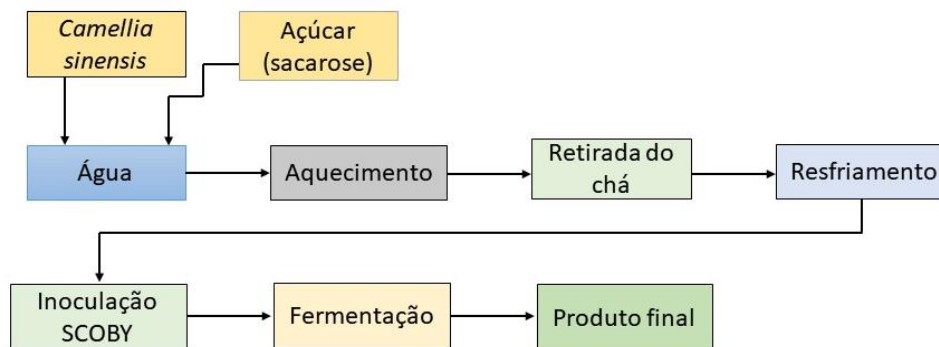 Camellia
sinensis
Açúcar
(sacarose)
Água
Aquecimento
Retirada do
chá
Resfriamento
Inoculação
SCOBY
Fermentação
Produto final